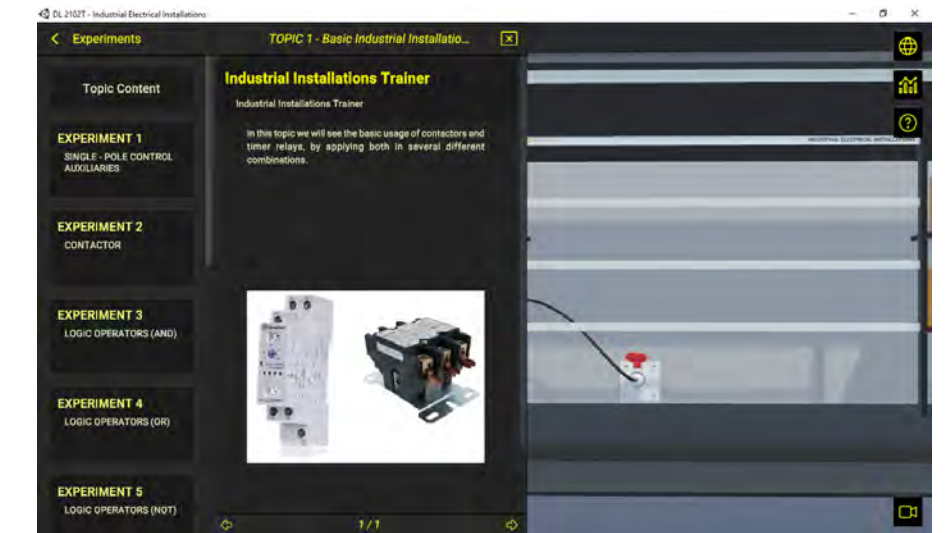 DL 2102T - Industrial Electrical Installations
Experiments
TOPIC 1 - Basic Industrial Installatio...
Topic Content
EXPERIMENT 1
SINGLE - POLE CONTROL
AUXILIARIES
EXPERIMENT 2
CONTACTOR
EXPERIMENT 3
LOGIC OPERATORS (AND)
EXPERIMENT 4
LOGIC OPERATORS (OR)
EXPERIMENT 5
LOGIC OPERATORS (NOT)
Industrial Installations Trainer
Industrial Installations Trainer
In this topic we will see the basic usage of contactors and
timer relays, by applying both in several different
combinations.
1/1
INDUSTRIAL ELECTRICAL INSTALLATIONS